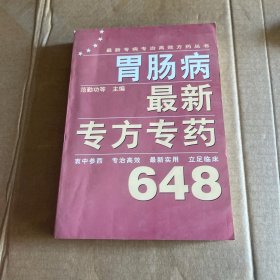 最新专病专治高效方药丛书
胃肠病
范勤功等 主编
最新
专方专药
衷中参西 专治高效 最新实用 立足临床
648